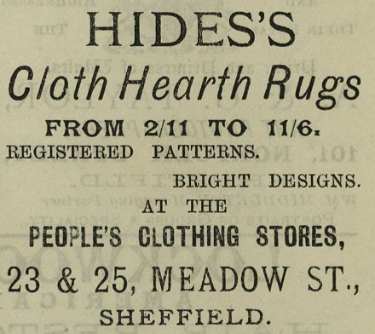 HIDES'S
Cloth Hearth Rugs
FROM 2/11 TO 11/6.
REGISTERED PATTERNS.
BRIGHT DESIGNS.
AT THE
PEOPLE'S CLOTHING STORES,
23 & 25, MEADOW ST.,
SHEFFIELD.